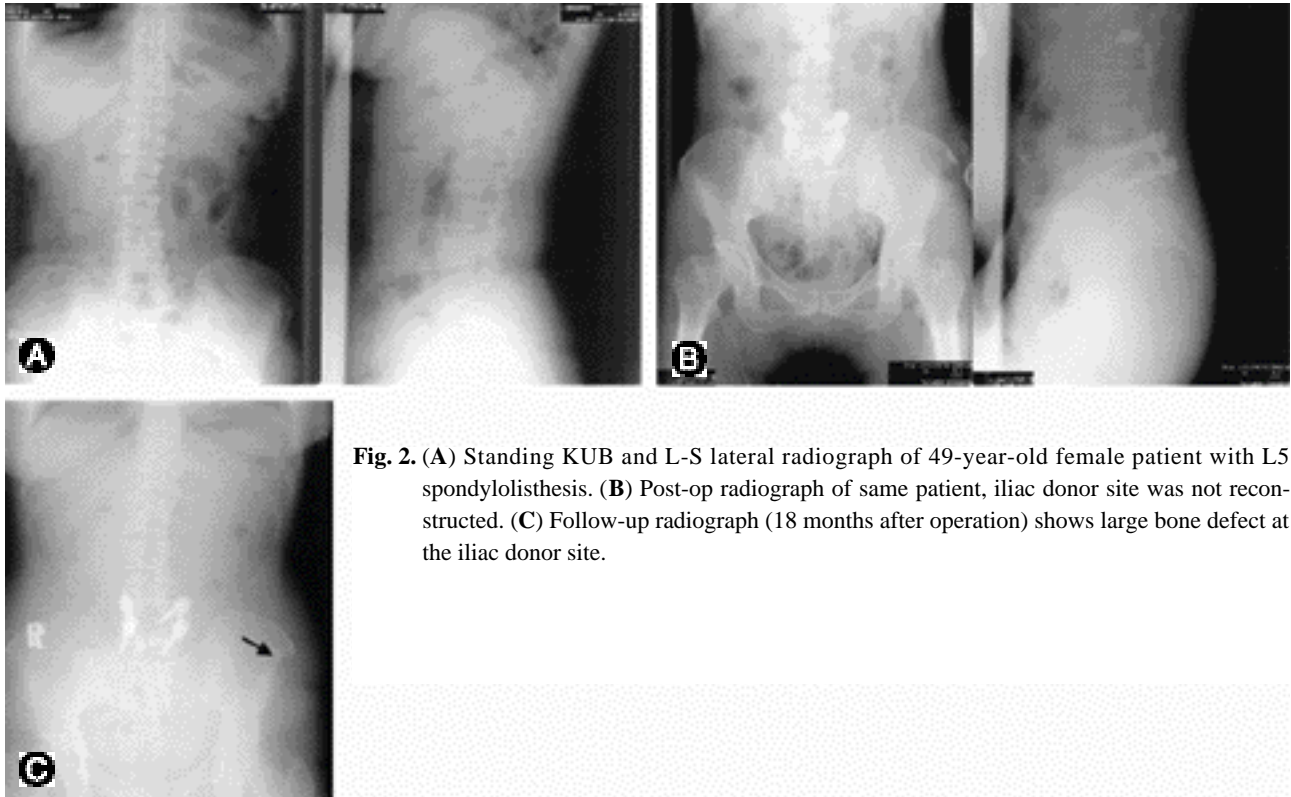 A
B
R
C
Fig. 2. (A) Standing KUB and L-S lateral radiograph of 49-year-old female patient with L5
spondylolisthesis. (B) Post-op radiograph of same patient, iliac donor site was not recon-
structed. (C) Follow-up radiograph (18 months after operation) shows large bone defect at
the iliac donor site.